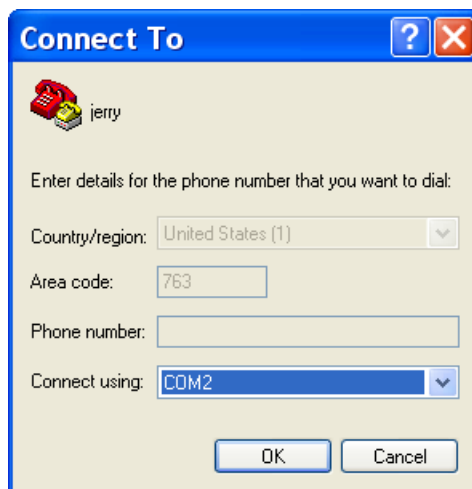 Connect To
jerry
Enter details for the phone number that you want to dial:
Country/region: United States (1)
Area code: 763
Phone number:
Connect using: COM2
OK Cancel